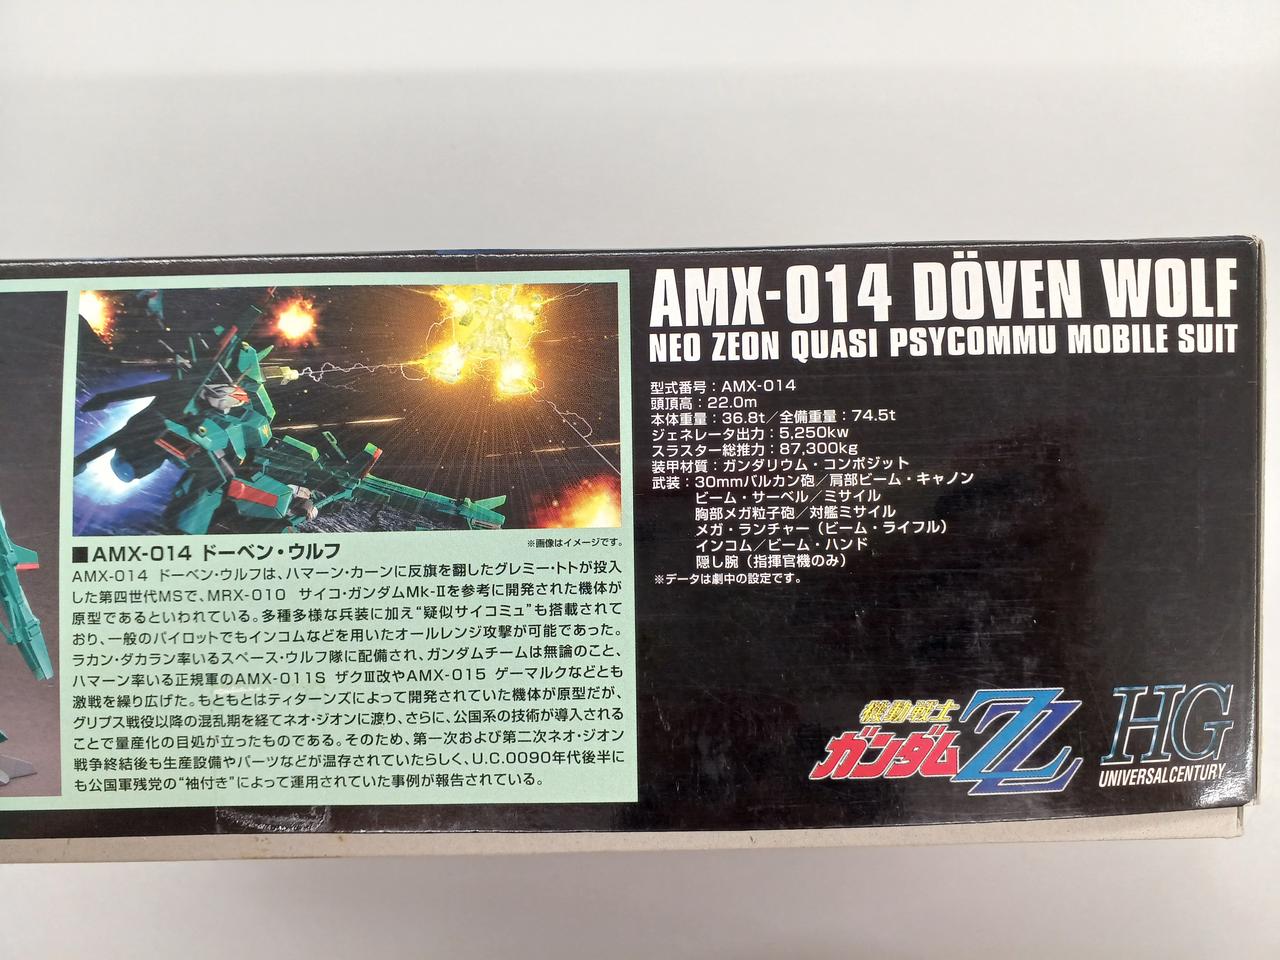 AMX-014 DÖVEN WOLF
NEO ZEON QUASI PSYCOMMU MOBILE SUIT
型式番号：AMX-014
頭頂高：22.0m
本体重量：36.8t／全備重量：74.5t
ジェネレータ出力：5,250kw
スラスター総推力：87,300kg
装甲材質：ガンダリウム・コンポジット
武装：30mmバルカン砲／肩部ビーム・キャノン
ビーム・サーベル／ミサイル
胸部メガ粒子砲／対艦ミサイル
メガ・ランチャー（ビーム・ライフル）
インコム／ビーム・ハンド
隠し腕（指揮官機のみ）
※データは劇中の設定です。
※画像はイメージです。
■AMX-014 ドーベン・ウルフ
AMX-014 ドーベン・ウルフは、ハマーン・カーンに反旗を翻したグレミー・トトが投入
した第四世代MSで、MRX-010 サイコ・ガンダムMk-Ⅱを参考に開発された機体が
原型であるといわれている。多種多様な兵装に加え“疑似サイコミュ”も搭載されて
おり、一般のパイロットでもインコムなどを用いたオールレンジ攻撃が可能であった。
ラカン・ダカラン率いるスペース・ウルフ隊に配備され、ガンダムチームは無論のこと、
ハマーン率いる正規軍のAMX-011S ザクⅢ改やAMX-015 ゲーマルクなどとも
激戦を繰り広げた。もともとはティターンズによって開発されていた機体が原型だが、
グリプス戦役以降の混乱期を経てネオ・ジオンに渡り、さらに、公国系の技術が導入される
ことで量産化の目処が立ったものである。そのため、第一次および第二次ネオ・ジオン
戦争終結後も生産設備やパーツなどが温存されていたらしく、U.C.0090年代後半に
も公国軍残党の“袖付き”によって運用されていた事例が報告されている。
機動戦士
ガンダムZZ
HG
UNIVERSAL CENTURY